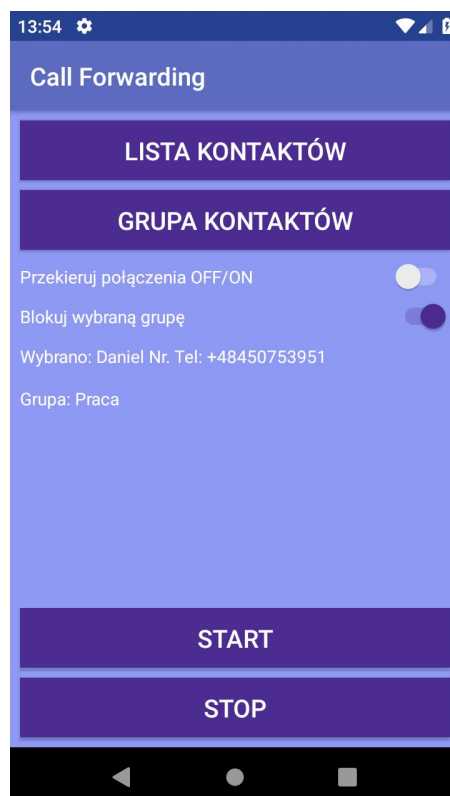 13:54
Call Forwarding
LISTA KONTAKTÓW
GRUPA KONTAKTÓW
Przekieruj połączenia OFF/ON
Blokuj wybraną grupę
Wybrano: Daniel Nr. Tel: +48450753951
Grupa: Praca
START
STOP